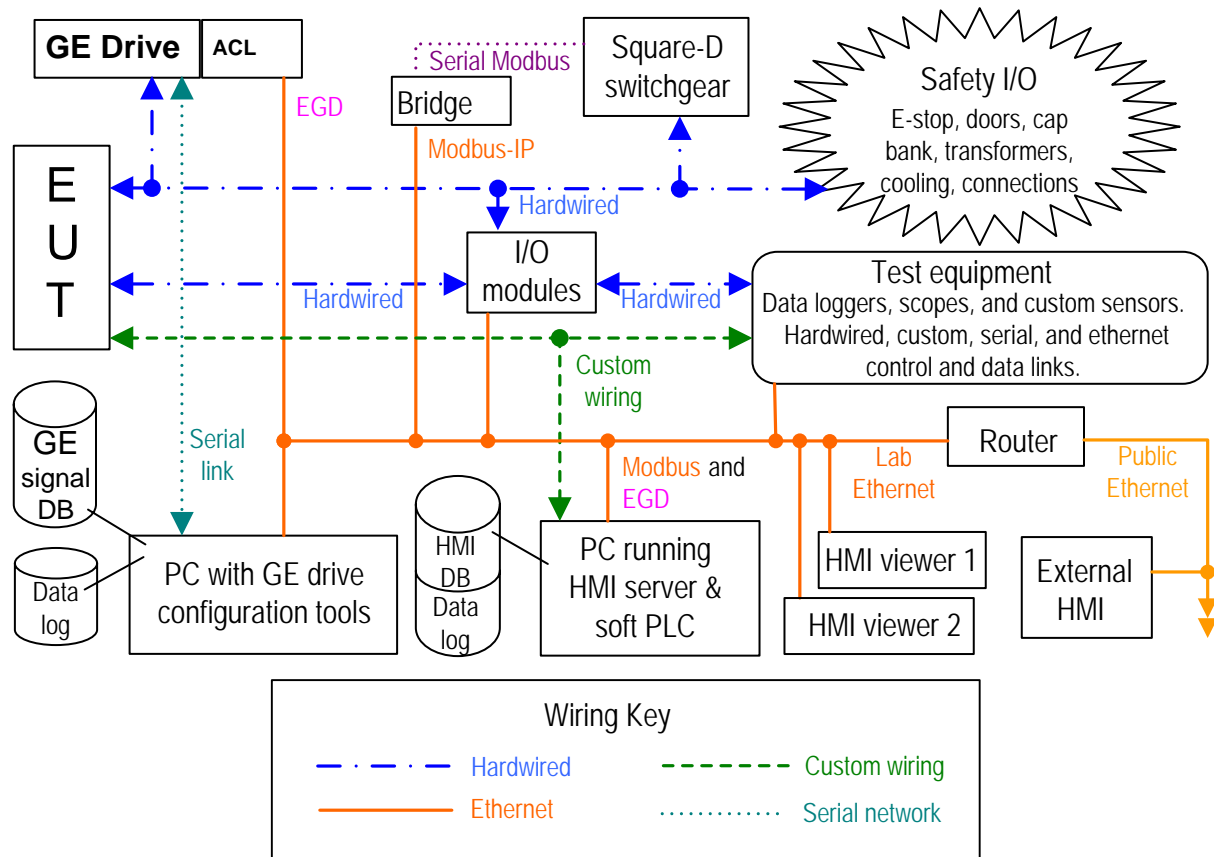 GE Drive
ACL
Serial Modbus
Square-D
switchgear
Safety I/O
E-stop, doors, cap
bank, transformers,
cooling, connections
EGD
Bridge
Modbus-IP
E
U
T
Hardwired
I/O
modules
Hardwired
Hardwired
Test equipment
Data loggers, scopes, and custom sensors.
Hardwired, custom, serial, and ethernet
control and data links.
Custom
wiring
GE
signal
DB
Serial
link
Data
log
PC with GE drive
configuration tools
Modbus and
EGD
HMI
DB
Data
log
PC running
HMI server &
soft PLC
Lab
Ethernet
Router
Public
Ethernet
HMI viewer 1
HMI viewer 2
External
HMI
Wiring Key
Hardwired
Custom wiring
Ethernet
Serial network